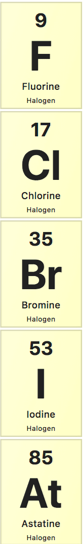 9
F
Fluorine
Halogen
17
Cl
Chlorine
Halogen
35
Br
Bromine
Halogen
53
I
Iodine
Halogen
85
At
Astatine
Halogen